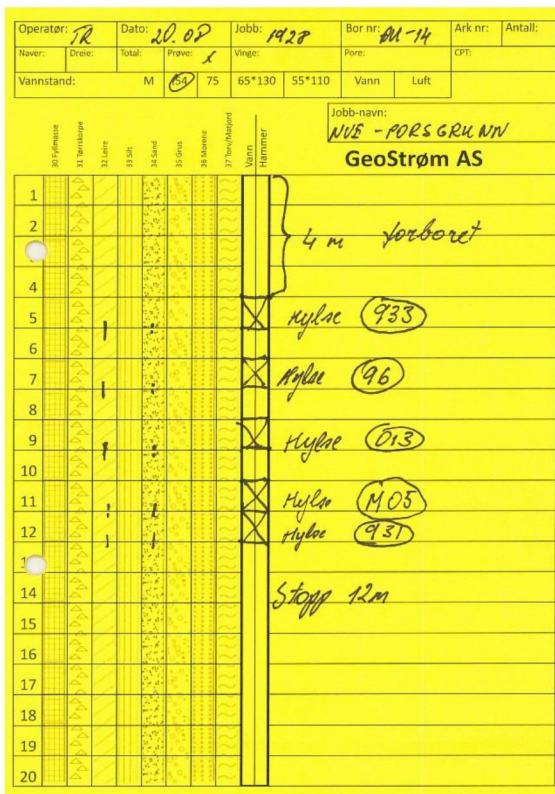 Operatør: TR Dato: 20.08 Jobb: 1928 Bor nr: Ark nr: Antall:
Naver: Dreie: Total: Prøve: x Vinge: Pore: CPT:
Vannstand: M 54 75 65*130 55*110 Vann Luft
Jobb-navn:
NVE - PORSGRUNN
GeoStrøm AS
30 Fyllmasse
31 Tørrskorpe
32 Leire
33 Silt
34 Sand
35 Grus
36 Morene
37 Torv/Matjord
Vann
Hammer
1
2
4 m forboret
4
5 Hylse 933
6
7 Hylse 96
8
9 Hylse 013
10
11 Hylse M05
12 Hylse 931
14 Stopp 12m
15
16
17
18
19
20